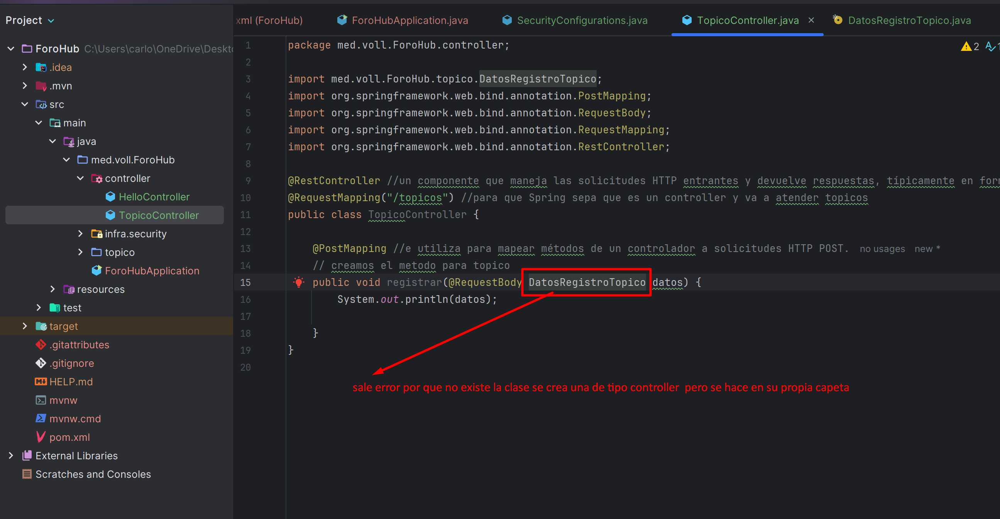 Project
ForoHub C:\Users\carlo\OneDrive\Deskto
.idea
.mvn
src
main
java
med.voll.ForoHub
controller
HelloController
TopicoController
infra.security
topico
ForoHubApplication
resources
test
target
.gitattributes
.gitignore
HELP.md
mvnw
mvnw.cmd
pom.xml
External Libraries
Scratches and Consoles
xml (ForoHub) ForoHubApplication.java SecurityConfigurations.java TopicoController.java × DatosRegistroTopico.java
2 1
1 package med.voll.ForoHub.controller;
2
3 import med.voll.ForoHub.topico.DatosRegistroTopico;
4 import org.springframework.web.bind.annotation.PostMapping;
5 import org.springframework.web.bind.annotation.RequestBody;
6 import org.springframework.web.bind.annotation.RequestMapping;
7 import org.springframework.web.bind.annotation.RestController;
8
9 @RestController //un componente que maneja las solicitudes HTTP entrantes y devuelve respuestas, típicamente en form
10 @RequestMapping("/topicos") //para que Spring sepa que es un controller y va a atender topicos
11 public class TopicoController {
12
13 @PostMapping //e utiliza para mapear métodos de un controlador a solicitudes HTTP POST. no usages new *
14 // creamos el metodo para topico
15 public void registrar(@RequestBody DatosRegistroTopico datos) {
16 System.out.println(datos);
17
18 }
19 }
20
sale error por que no existe la clase se crea una de tipo controller pero se hace en su propia capeta